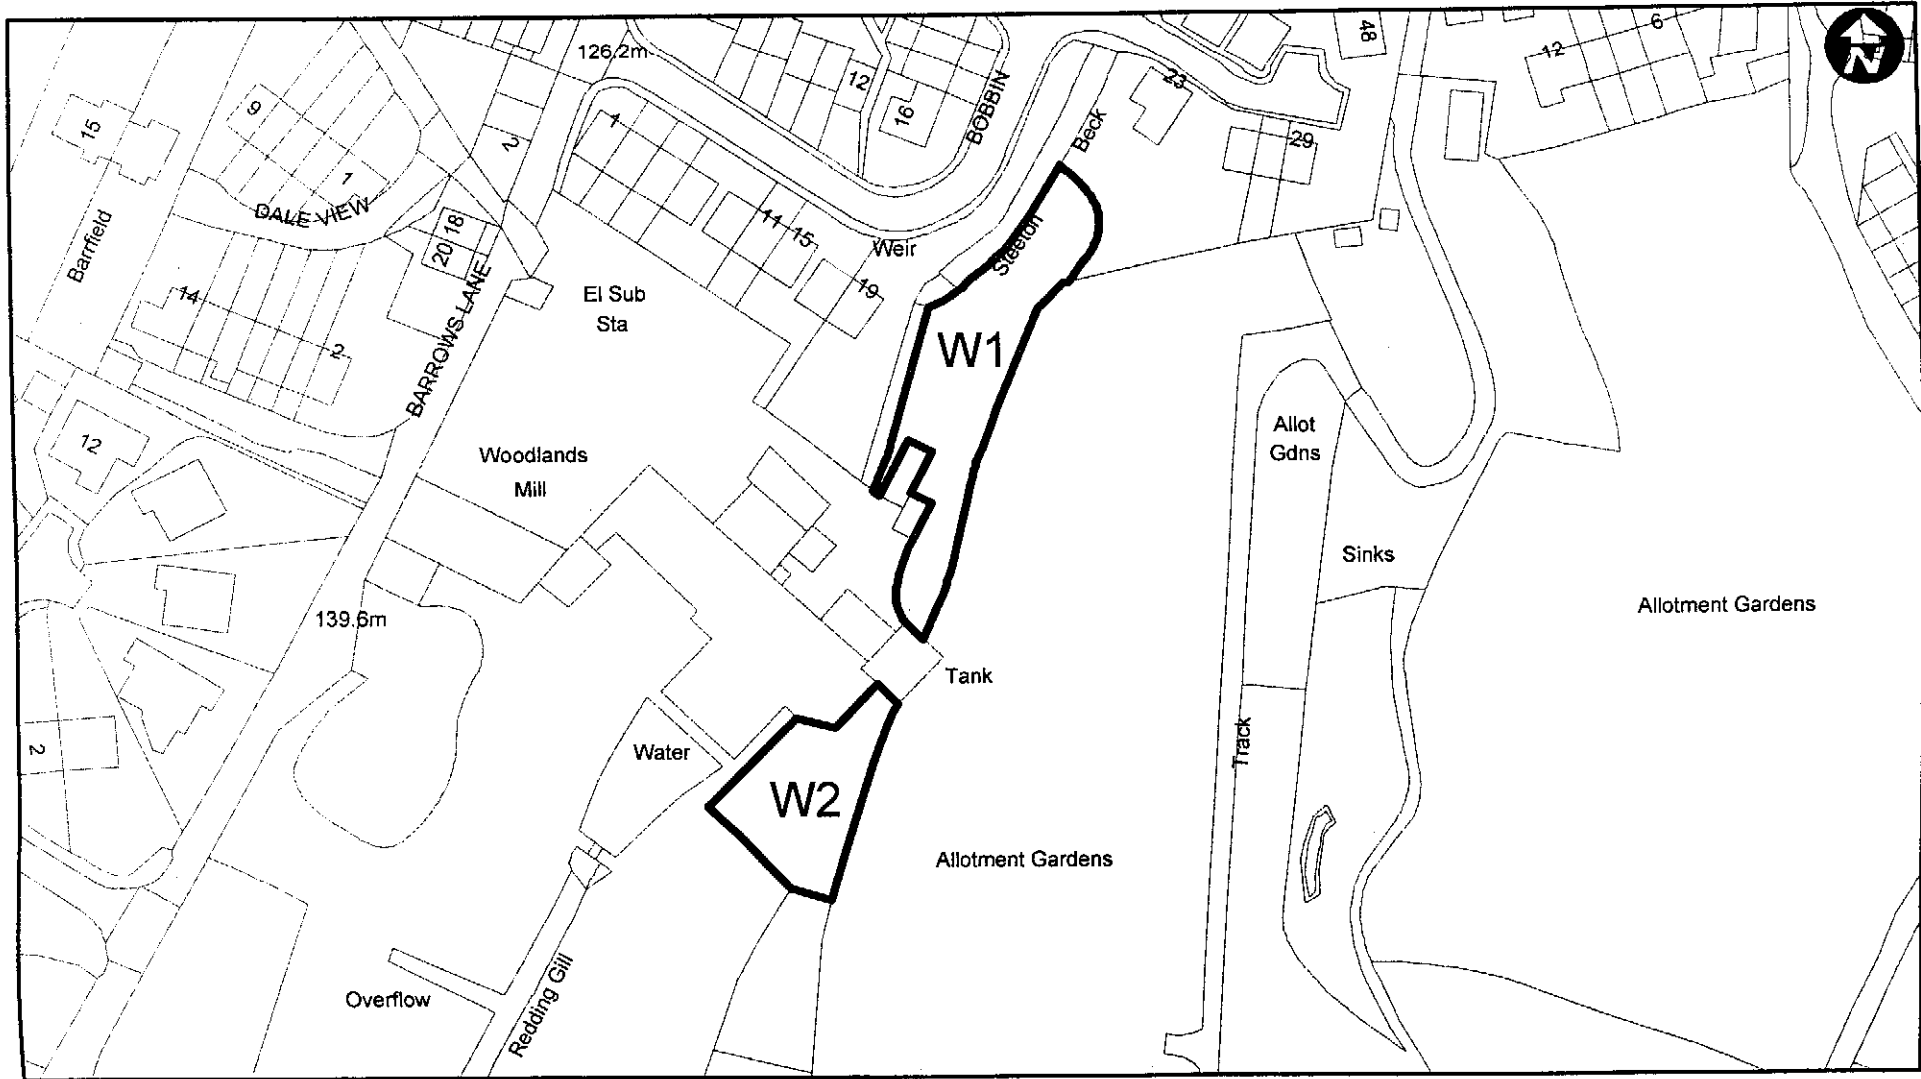 126.2m
48
6
12
N
12
16
BOBBIN
23
Beck
9
15
1
2
1
29
DALE VIEW
18
20
11
15
Weir
Steeton
Barrfield
BARROWS LANE
19
14
El Sub
Sta
2
W1
Allot
Gdns
12
Woodlands
Mill
Sinks
139.6m
Allotment Gardens
Tank
2
Water
Track
W2
Allotment Gardens
Overflow
Redding Gill